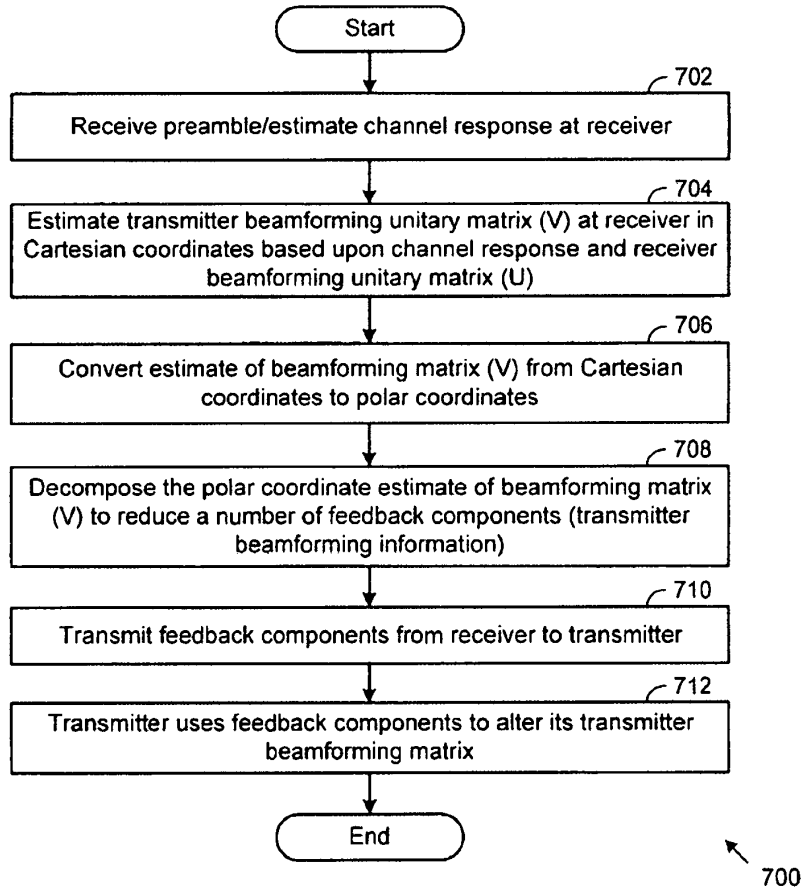 Start
702
Receive preamble/estimate channel response at receiver
704
Estimate transmitter beamforming unitary matrix (V) at receiver in
Cartesian coordinates based upon channel response and receiver
beamforming unitary matrix (U)
706
Convert estimate of beamforming matrix (V) from Cartesian
coordinates to polar coordinates
708
Decompose the polar coordinate estimate of beamforming matrix
(V) to reduce a number of feedback components (transmitter
beamforming information)
710
Transmit feedback components from receiver to transmitter
712
Transmitter uses feedback components to alter its transmitter
beamforming matrix
End
700